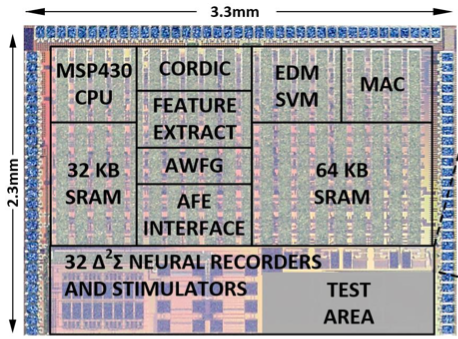 3.3mm
2.3mm
MSP430
CPU
CORDIC
EDM
SVM
MAC
FEATURE
EXTRACT
32 KB
SRAM
AWFG
64 KB
SRAM
AFE
INTERFACE
32 Δ²Σ NEURAL RECORDERS
AND STIMULATORS
TEST
AREA